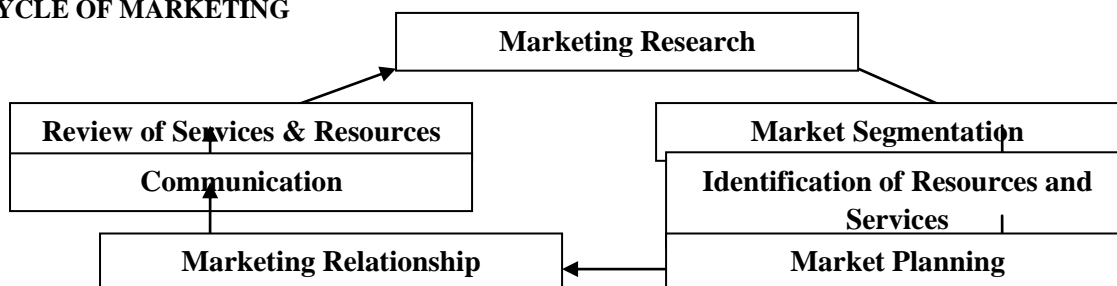 YCLE OF MARKETING
Marketing Research
Review of Services & Resources
Market Segmentation
Communication
Identification of Resources and
Services
Marketing Relationship
Market Planning